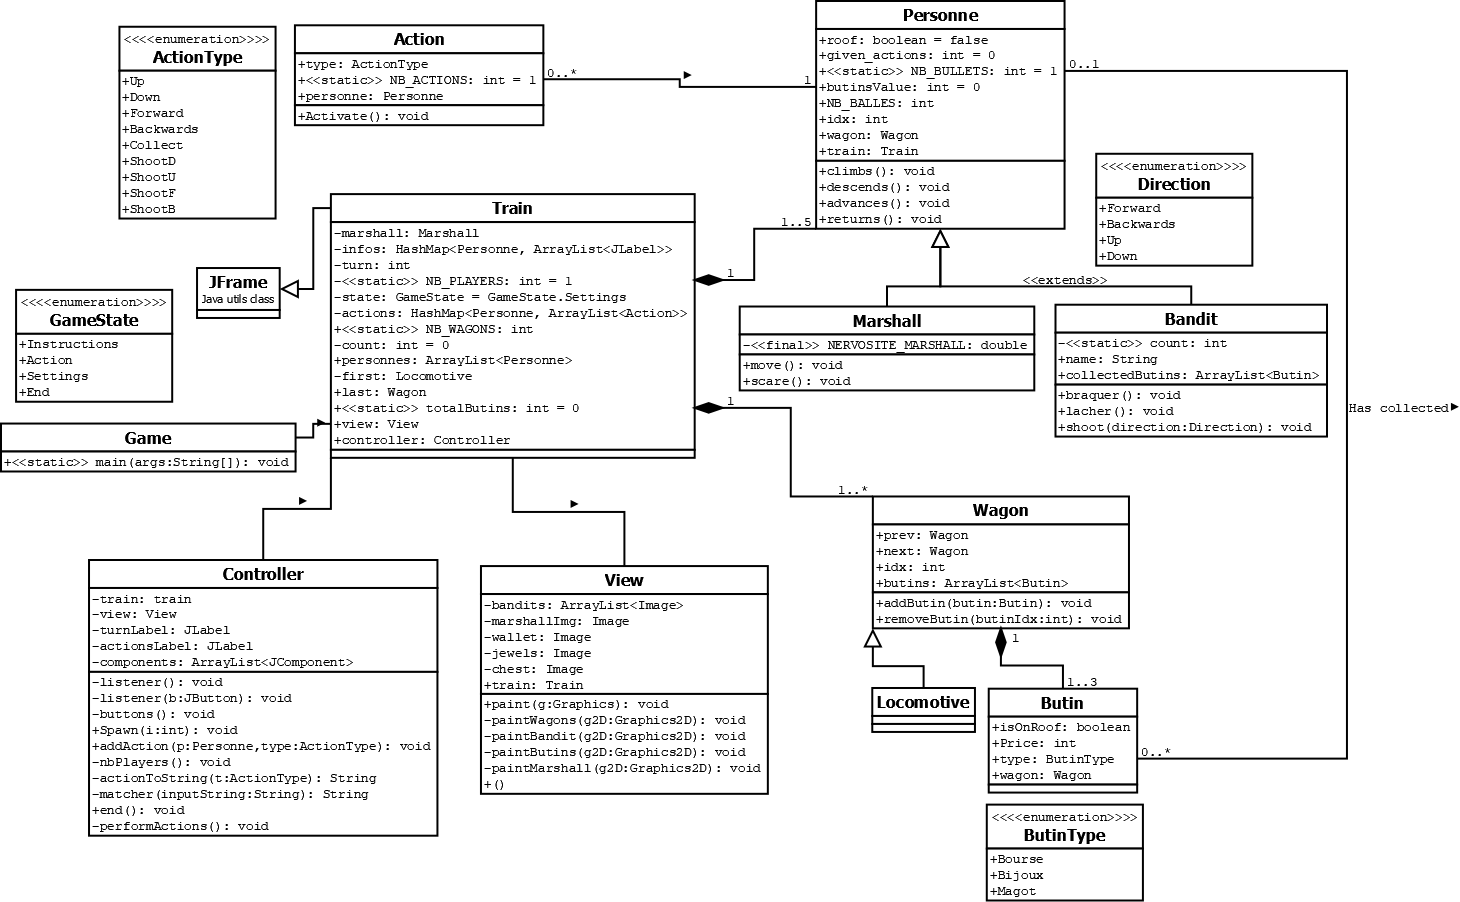 <<<<enumeration>>>>
ActionType
+Up
+Down
+Forward
+Backwards
+Collect
+ShootD
+ShootU
+ShootF
+ShootB
Action
+type: ActionType
+<<static>> NB_ACTIONS: int = 1
+personne: Personne
+Activate(): void
0..*
1
Personne
+roof: boolean = false
+given_actions: int = 0
+<<static>> NB_BULLETS: int = 1
+butinsValue: int = 0
+NB_BALLES: int
+idx: int
+wagon: Wagon
+train: Train
+climbs(): void
+descends(): void
+advances(): void
+returns(): void
0..1
<<<<enumeration>>>>
Direction
+Forward
+Backwards
+Up
+Down
Train
-marshall: Marshall
-infos: HashMap<Personne, ArrayList<JLabel>>
-turn: int
-<<static>> NB_PLAYERS: int = 1
-state: GameState = GameState.Settings
-actions: HashMap<Personne, ArrayList<Action>>
+<<static>> NB_WAGONS: int
-count: int = 0
+personnes: ArrayList<Personne>
-first: Locomotive
+last: Wagon
+<<static>> totalButins: int = 0
+view: View
+controller: Controller
1..5
1
JFrame
Java utils class
<<<<enumeration>>>>
GameState
+Instructions
+Action
+Settings
+End
<<extends>>
Marshall
-<<final>> NERVOSITE_MARSHALL: double
+move(): void
+scare(): void
Bandit
-<<static>> count: int
+name: String
+collectedButins: ArrayList<Butin>
+braquer(): void
+lacher(): void
+shoot(direction:Direction): void
Has collected
1
Game
+<<static>> main(args:String[]): void
1..*
Wagon
+prev: Wagon
+next: Wagon
+idx: int
+butins: ArrayList<Butin>
+addButin(butin:Butin): void
+removeButin(butinIdx:int): void
Controller
-train: train
-view: View
-turnLabel: JLabel
-actionsLabel: JLabel
-components: ArrayList<JComponent>
-listener(): void
-listener(b:JButton): void
-buttons(): void
+Spawn(i:int): void
+addAction(p:Personne,type:ActionType): void
-nbPlayers(): void
-actionToString(t:ActionType): String
-matcher(inputString:String): String
+end(): void
-performActions(): void
View
-bandits: ArrayList<Image>
-marshallImg: Image
-wallet: Image
-jewels: Image
-chest: Image
+train: Train
+paint(g:Graphics): void
-paintWagons(g2D:Graphics2D): void
-paintBandit(g2D:Graphics2D): void
-paintButins(g2D:Graphics2D): void
-paintMarshall(g2D:Graphics2D): void
+()
1
1..3
Locomotive
Butin
+isOnRoof: boolean
+Price: int
+type: ButinType
+wagon: Wagon
0..*
<<<<enumeration>>>>
ButinType
+Bourse
+Bijoux
+Magot